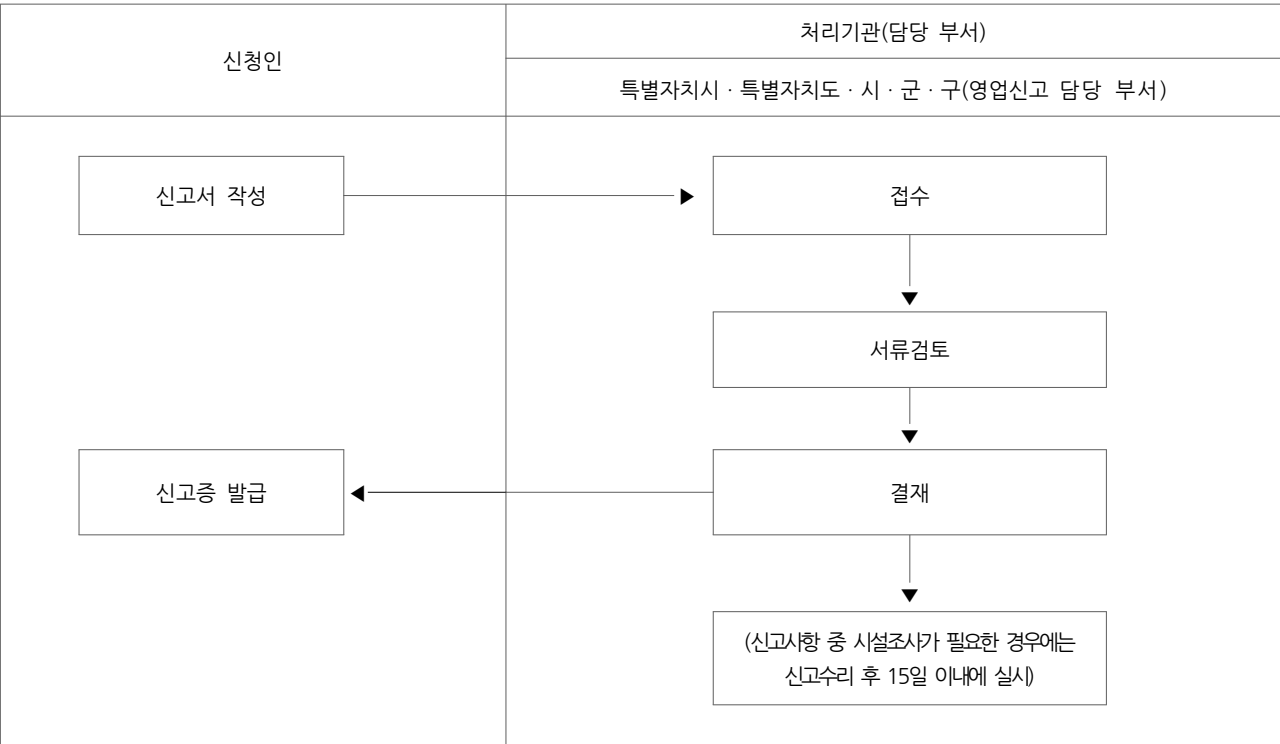 신청인
처리기관(담당 부서)
특별자치시 · 특별자치도 · 시 · 군 · 구(영업신고 담당 부서)
신고서 작성
접수
서류검토
신고증 발급
결재
(신고사항 중 시설조사가 필요한 경우에는
신고수리 후 15일 이내에 실시)